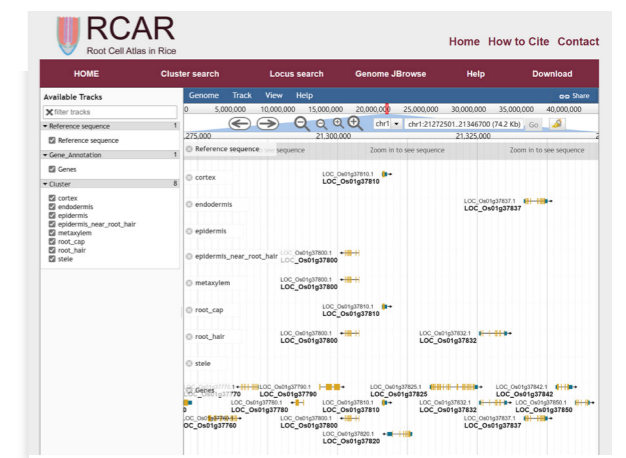 RCAR
Root Cell Atlas in Rice
Home How to Cite Contact
HOME Cluster search Locus search Genome JBrowse Help Download
Available Tracks
filter tracks
Reference sequence 1
Reference sequence
Gene_Annotation 1
Genes
Cluster 8
cortex
endodermis
epidermis
epidermis_near_root_hair
metaxylem
root_cap
root_hair
stele
Genome Track View Help Share
0 5,000,000 10,000,000 15,000,000 20,000,000 25,000,000 30,000,000 35,000,000 40,000,000
chr1 chr1:21272501..21346700 (74.2 Kb) Go
,275,000 21,300,000 21,325,000
Reference sequence sequence Zoom in to see sequence Zoom in to see sequence
cortex
LOC_Os01g37810.1
LOC_Os01g37810
endodermis
LOC_Os01g37837.1
LOC_Os01g37837
epidermis
epidermis_near_root_hair
LOC_Os01g37800.1
LOC_Os01g37800
metaxylem
LOC_Os01g37800.1
LOC_Os01g37800
root_cap
LOC_Os01g37810.1
LOC_Os01g37810
root_hair
LOC_Os01g37800.1 LOC_Os01g37832.1
LOC_Os01g37800 LOC_Os01g37832
stele
Genes
LOC_Os01g37790.1 LOC_Os01g37825.1 LOC_Os01g37842.1
LOC_Os01g37790 LOC_Os01g37825 LOC_Os01g37842
LOC_Os01g37780.1 LOC_Os01g37810.1 LOC_Os01g37832.1 LOC_Os01g37850.1
LOC_Os01g37780 LOC_Os01g37810 LOC_Os01g37832 LOC_Os01g37850
LOC_Os01g37800.1 LOC_Os01g37837.1
OC_Os01g37760 LOC_Os01g37800 LOC_Os01g37837
LOC_Os01g37820.1
LOC_Os01g37820